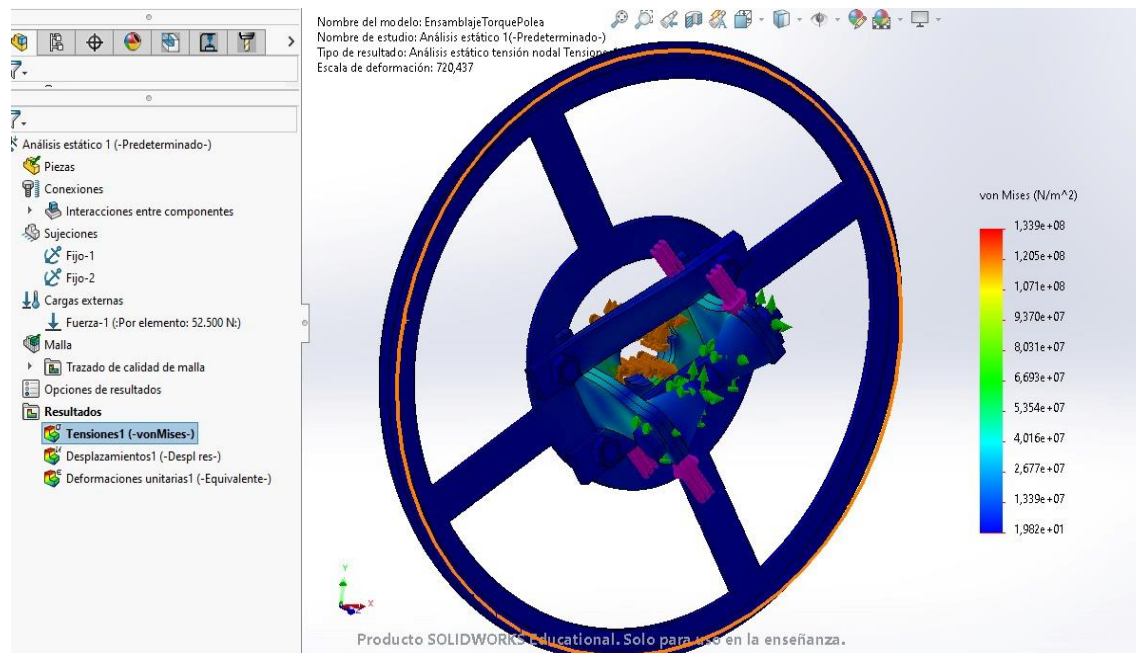 Nombre del modelo: EnsamblajeTorquePolea
Nombre de estudio: Análisis estático 1(-Predeterminado-)
Tipo de resultado: Análisis estático tensión nodal
Escala de deformación: 720,437
Análisis estático 1 (-Predeterminado-)
Piezas
Conexiones
Interacciones entre componentes
Sujeciones
Fijo-1
Fijo-2
Cargas externas
Fuerza-1 (:Por elemento: 52.500 N:)
Malla
Trazado de calidad de malla
Opciones de resultados
Resultados
Tensiones1 (-vonMises-)
Desplazamientos1 (-Despl res-)
Deformaciones unitarias1 (-Equivalente-)
von Mises (N/m^2)
1,339e+08
1,205e+08
1,071e+08
9,370e+07
8,031e+07
6,693e+07
5,354e+07
4,016e+07
2,677e+07
1,339e+07
1,982e+01
Y
X
Producto SOLIDWORKS Educational. Solo para uso en la enseñanza.